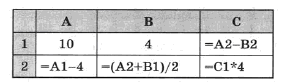 A B C
1 10 4 =A2–B2
2 =A1–4 =(A2+B1)/2 =C1*4